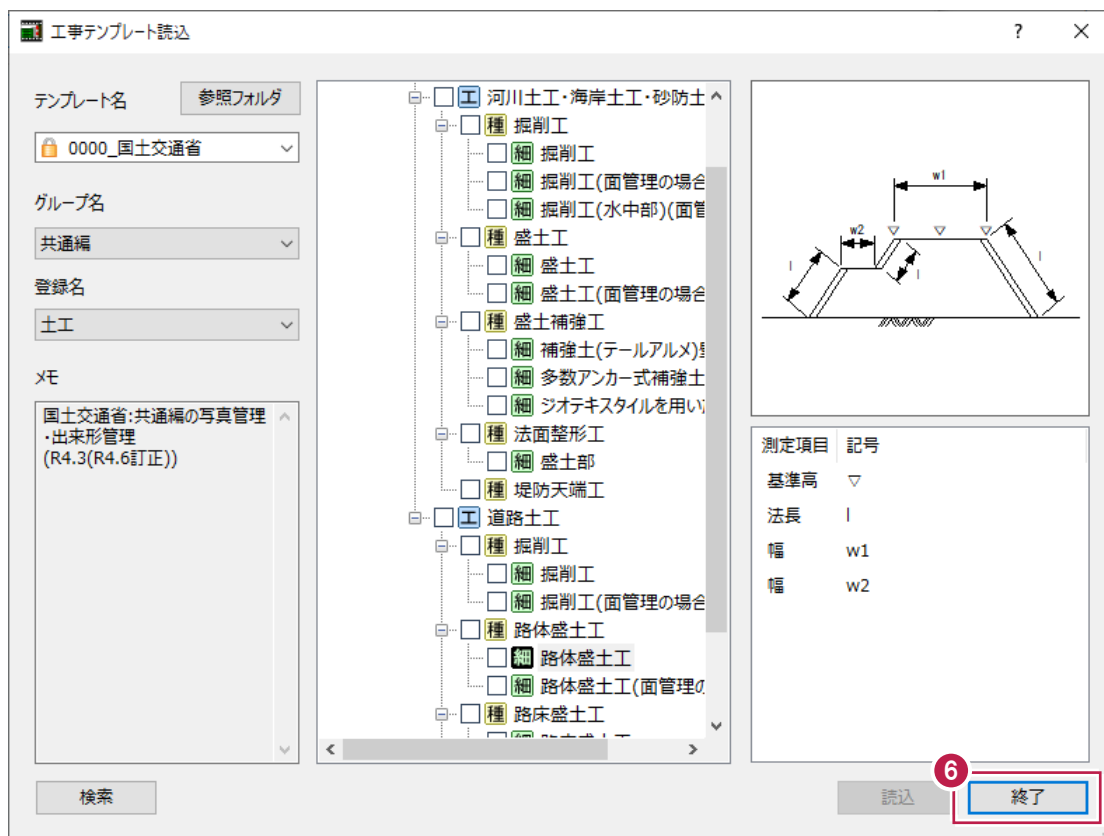 工事テンプレート読込
?
テンプレート名
参照フォルダ
0000_国土交通省
グループ名
共通編
登録名
土工
メモ
国土交通省:共通編の写真管理
・出来形管理
(R4.3(R4.6訂正))
工 河川土工・海岸土工・砂防土
種 掘削工
細 掘削工
細 掘削工(面管理の場合
細 掘削工(水中部)(面管
種 盛土工
細 盛土工
細 盛土工(面管理の場合
種 盛土補強工
細 補強土(テールアルメ)
細 多数アンカー式補強土
細 ジオテキスタイルを用い
種 法面整形工
細 盛土部
種 堤防天端工
工 道路土工
種 掘削工
細 掘削工
細 掘削工(面管理の場合
種 路体盛土工
細 路体盛土工
細 路体盛土工(面管理の
種 路床盛土工
w1
w2
l
l
l
測定項目 記号
基準高 ▽
法長 l
幅 w1
幅 w2
検索
読込
6
終了